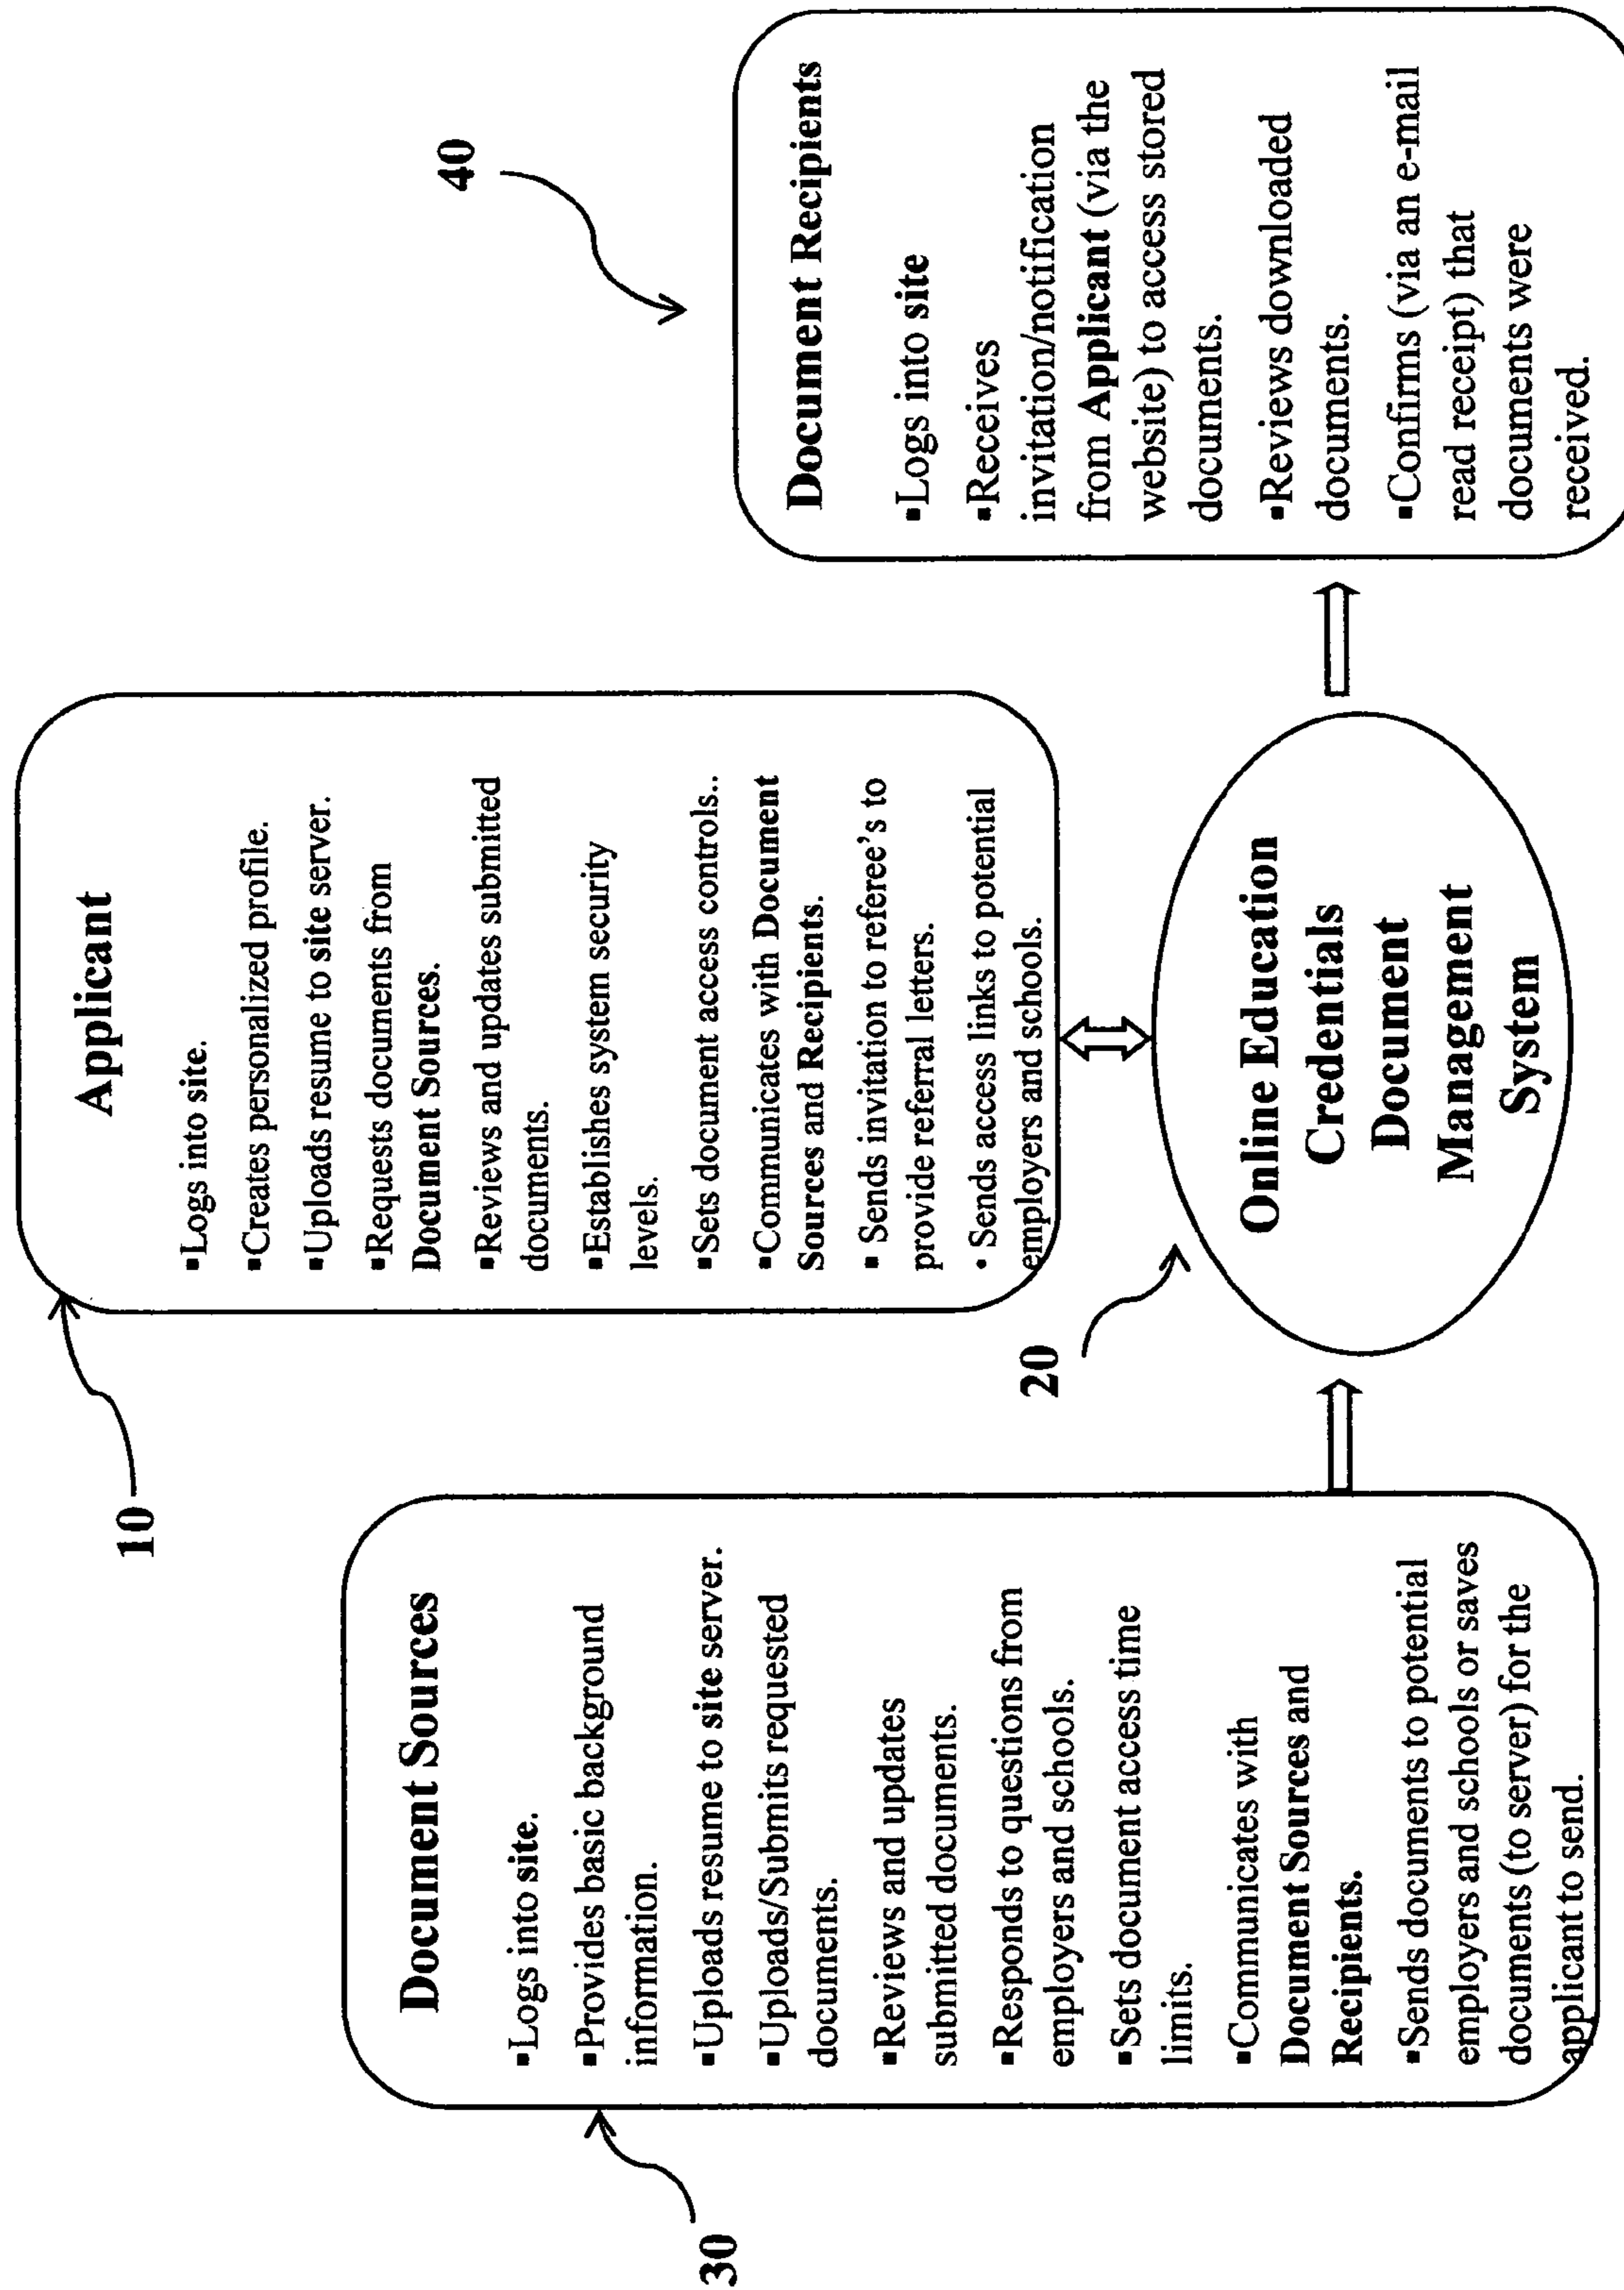 10
Applicant
▪Logs into site.
▪Creates personalized profile.
▪Uploads resume to site server.
▪Requests documents from
Document Sources.
▪Reviews and updates submitted
documents.
▪Establishes system security
levels.
▪Sets document access controls..
▪Communicates with Document
Sources and Recipients.
▪ Sends invitation to referee's to
provide referral letters.
• Sends access links to potential
employers and schools.
30
Document Sources
▪Logs into site.
▪Provides basic background
information.
▪Uploads resume to site server.
▪Uploads/Submits requested
documents.
▪Reviews and updates
submitted documents.
▪Responds to questions from
employers and schools.
▪Sets document access time
limits.
▪Communicates with
Document Sources and
Recipients.
▪Sends documents to potential
employers and schools or saves
documents (to server) for the
applicant to send.
20
Online Education
Credentials
Document
Management
System
40
Document Recipients
▪Logs into site
▪Receives
invitation/notification
from Applicant (via the
website) to access stored
documents.
▪Reviews downloaded
documents.
▪Confirms (via an e-mail
read receipt) that
documents were
received.